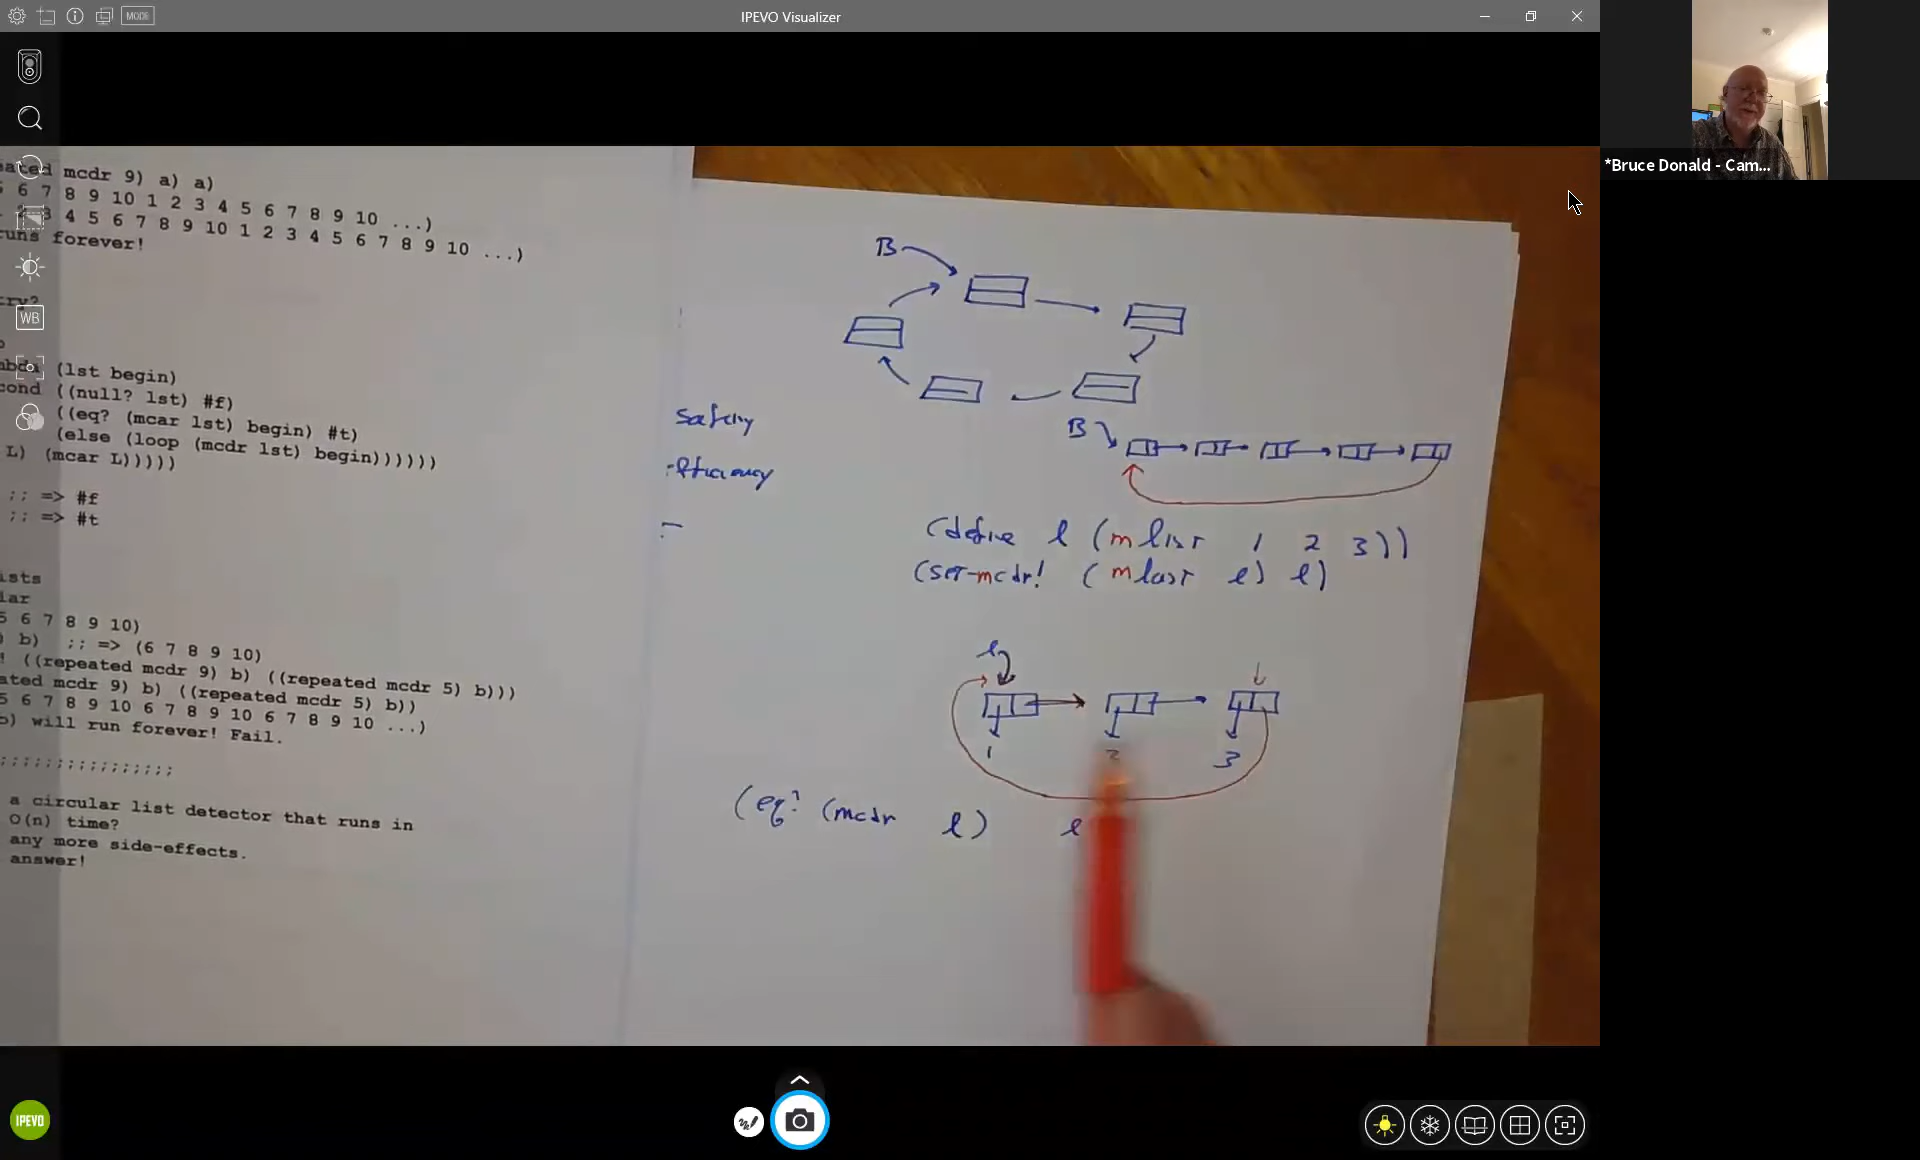 MODE
IPEVO Visualizer
*Bruce Donald - Cam...
WB
IPEVO
mcdr 9) a) a)
6 7 8 9 10 1 2 3 4 5 6 7 8 9 10 ...)
3 4 5 6 7 8 9 10 1 2 3 4 5 6 7 8 9 10 ...)
runs forever!
(lst begin)
cond ((null? lst) #f)
((eq? (mcar lst) begin) #t)
(else (loop (mcdr lst) begin))))))
L) (mcar L)))))
;; => #f
;; => #t
5 6 7 8 9 10)
) b) ;; => (6 7 8 9 10)
! ((repeated mcdr 9) b) ((repeated mcdr 5) b)))
ated mcdr 9) b) ((repeated mcdr 5) b))
5 6 7 8 9 10 6 7 8 9 10 6 7 8 9 10 ...)
b) will run forever! Fail.
;;;;;;;;;;;;;;;;
a circular list detector that runs in
O(n) time?
any more side-effects.
answer!
B
safety
B
(define l (mlist 1 2 3))
(set-mcdr! (mlast l) l)
l
1 2 3
(eq? (mcdr l) l